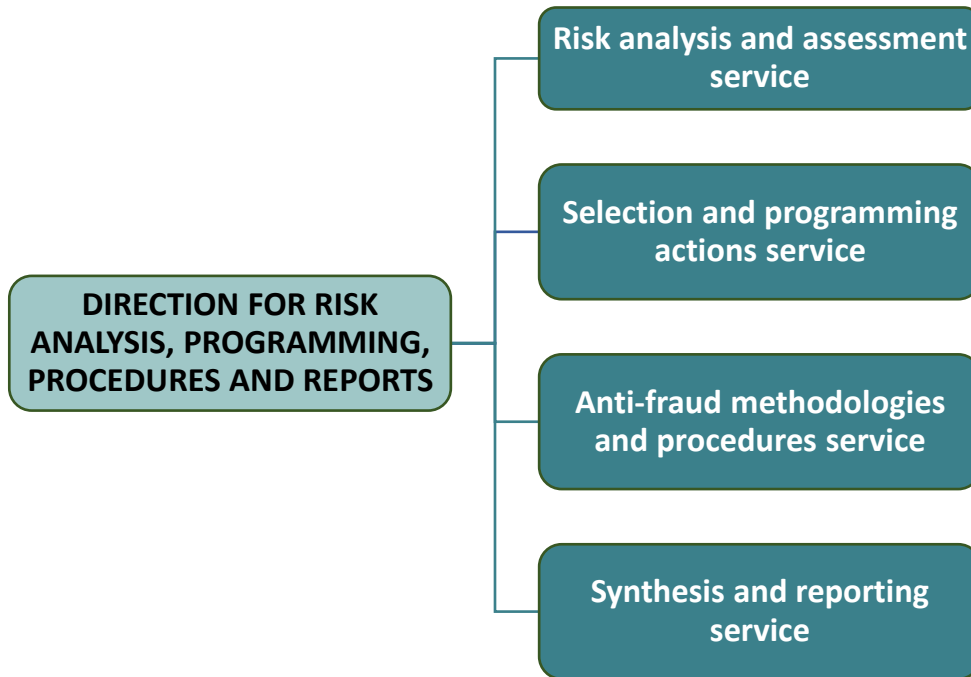 Risk analysis and assessment
service
Selection and programming
actions service
DIRECTION FOR RISK
ANALYSIS, PROGRAMMING,
PROCEDURES AND REPORTS
Anti-fraud methodologies
and procedures service
Synthesis and reporting
service